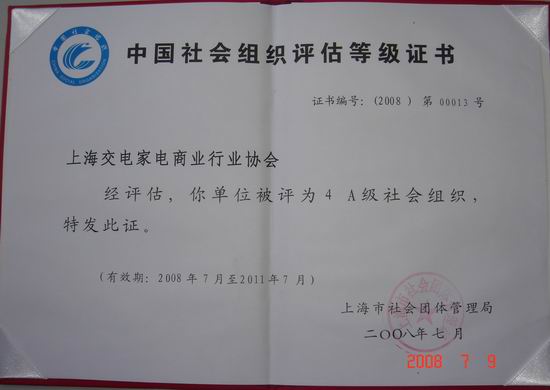 中国社会组织评估等级证书
证书编号:(2008 ) 第 00013 号
上海交电家电商业行业协会
经评估, 你单位被评为 4 A级社会组织,
特发此证。
(有效期: 2008 年 7 月至2011年 7 月 )
上海市社会团体管理局
二〇〇八年七月
2008 7 9